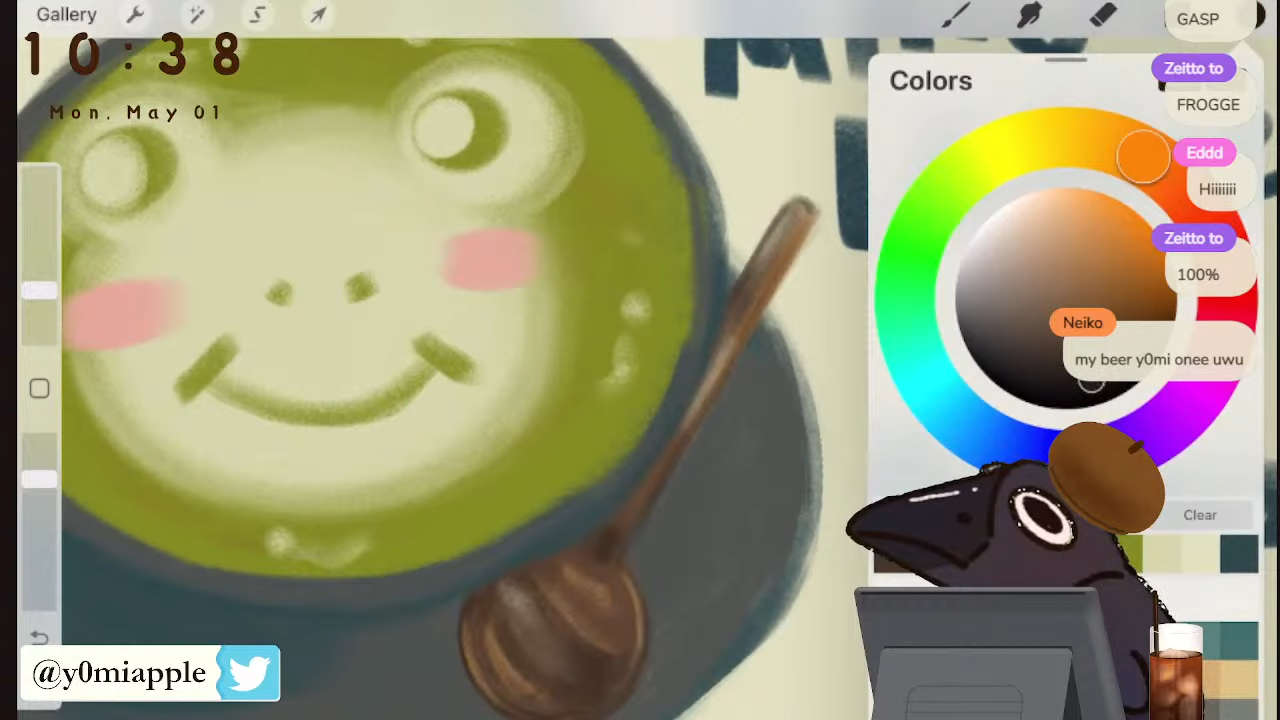 Gallery
10:38
Mon, May 01
Colors
GASP
Zeitto to
FROGGE
Eddd
Hiiiiiii
Zeitto to
100%
Neiko
my beer y0mi onee uwu
Clear
@y0miapple